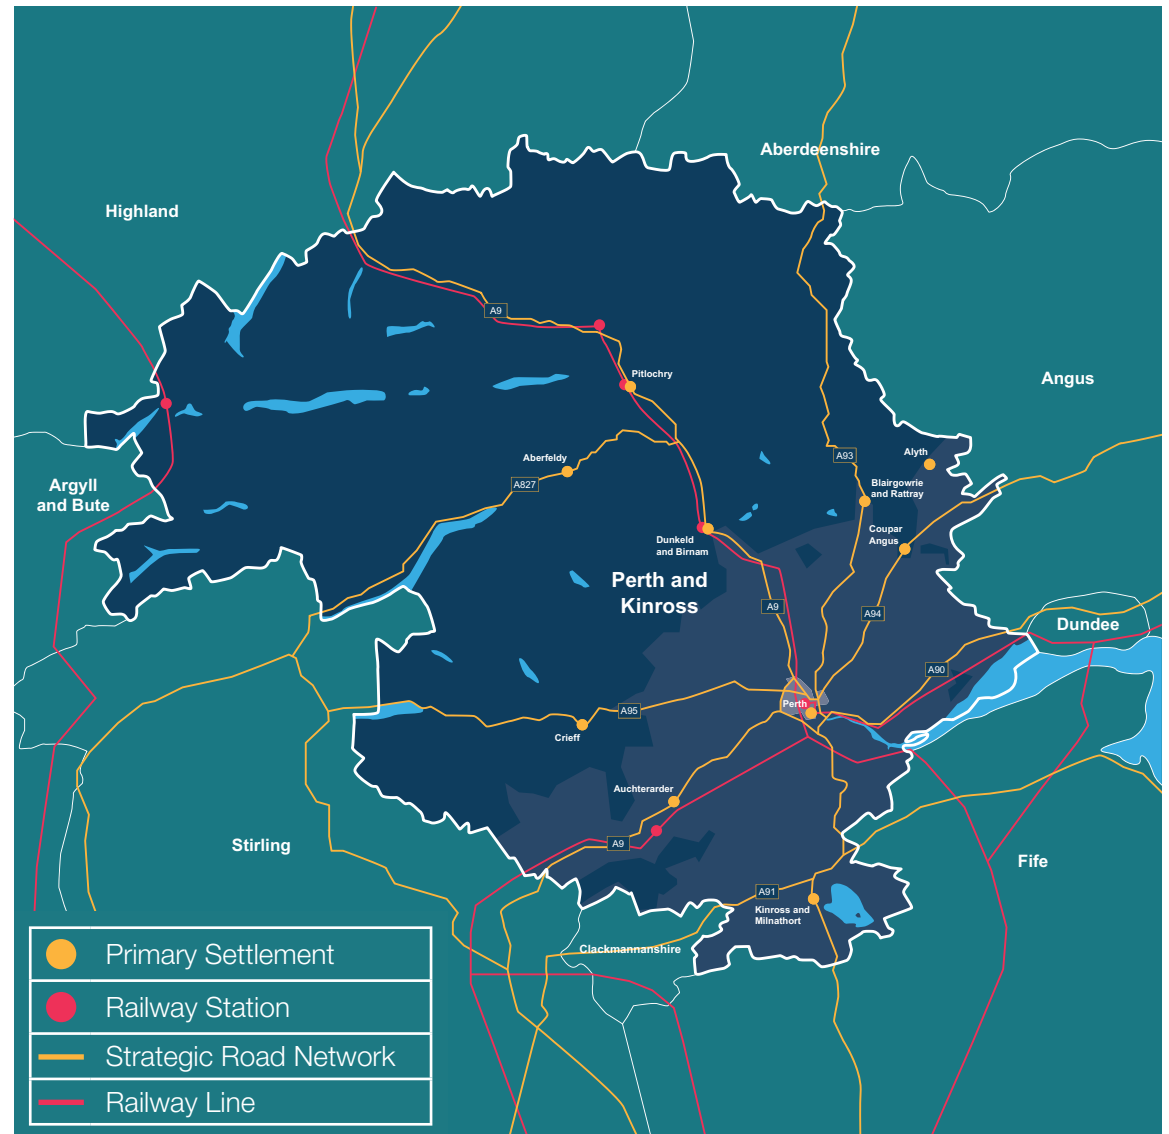 Aberdeenshire
Highland
A9
Angus
Pitlochry
A93
Alyth
Aberfeldy
A827
Blairgowrie
and Rattray
Argyll
and Bute
Coupar
Angus
Dunkeld
and Birnam
Perth and
Kinross
A9
A94
Dundee
A90
Perth
A95
Crieff
Auchterarder
A9
Stirling
Fife
A91
Kinross and
Milnathort
Clackmannanshire
Primary Settlement
Railway Station
Strategic Road Network
Railway Line